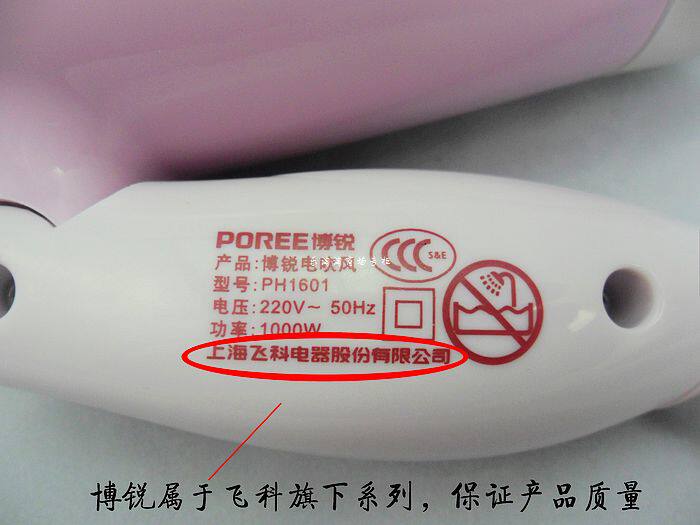 POREE博锐
CCC S&E
产品:博锐电吹风
型号:PH1601
电压:220V～ 50Hz
功率:1000W
上海飞科电器股份有限公司
博锐属于飞科旗下系列，保证产品质量